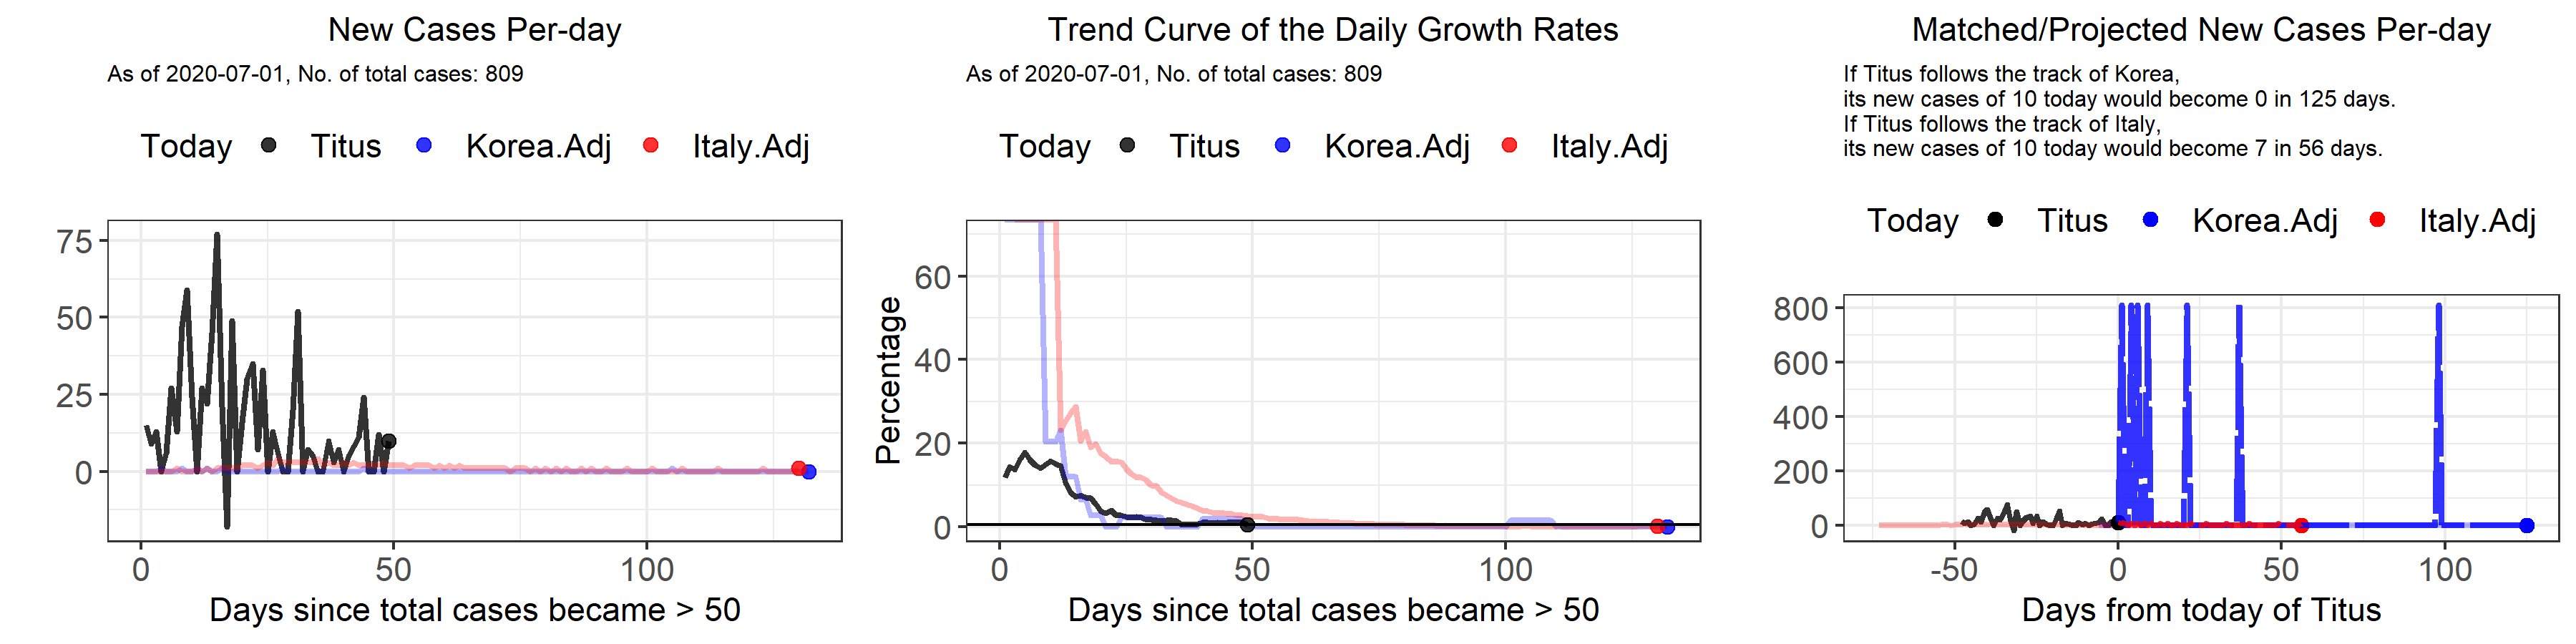 New Cases Per-day
As of 2020-07-01, No. of total cases: 809
Today Titus Korea.Adj Italy.Adj
75
50
25
0
0 50 100
Days since total cases became > 50
Trend Curve of the Daily Growth Rates
As of 2020-07-01, No. of total cases: 809
Today Titus Korea.Adj Italy.Adj
Percentage
60
40
20
0
0 50 100
Days since total cases became > 50
Matched/Projected New Cases Per-day
If Titus follows the track of Korea,
its new cases of 10 today would become 0 in 125 days.
If Titus follows the track of Italy,
its new cases of 10 today would become 7 in 56 days.
Today Titus Korea.Adj Italy.Adj
800
600
400
200
0
-50 0 50 100
Days from today of Titus